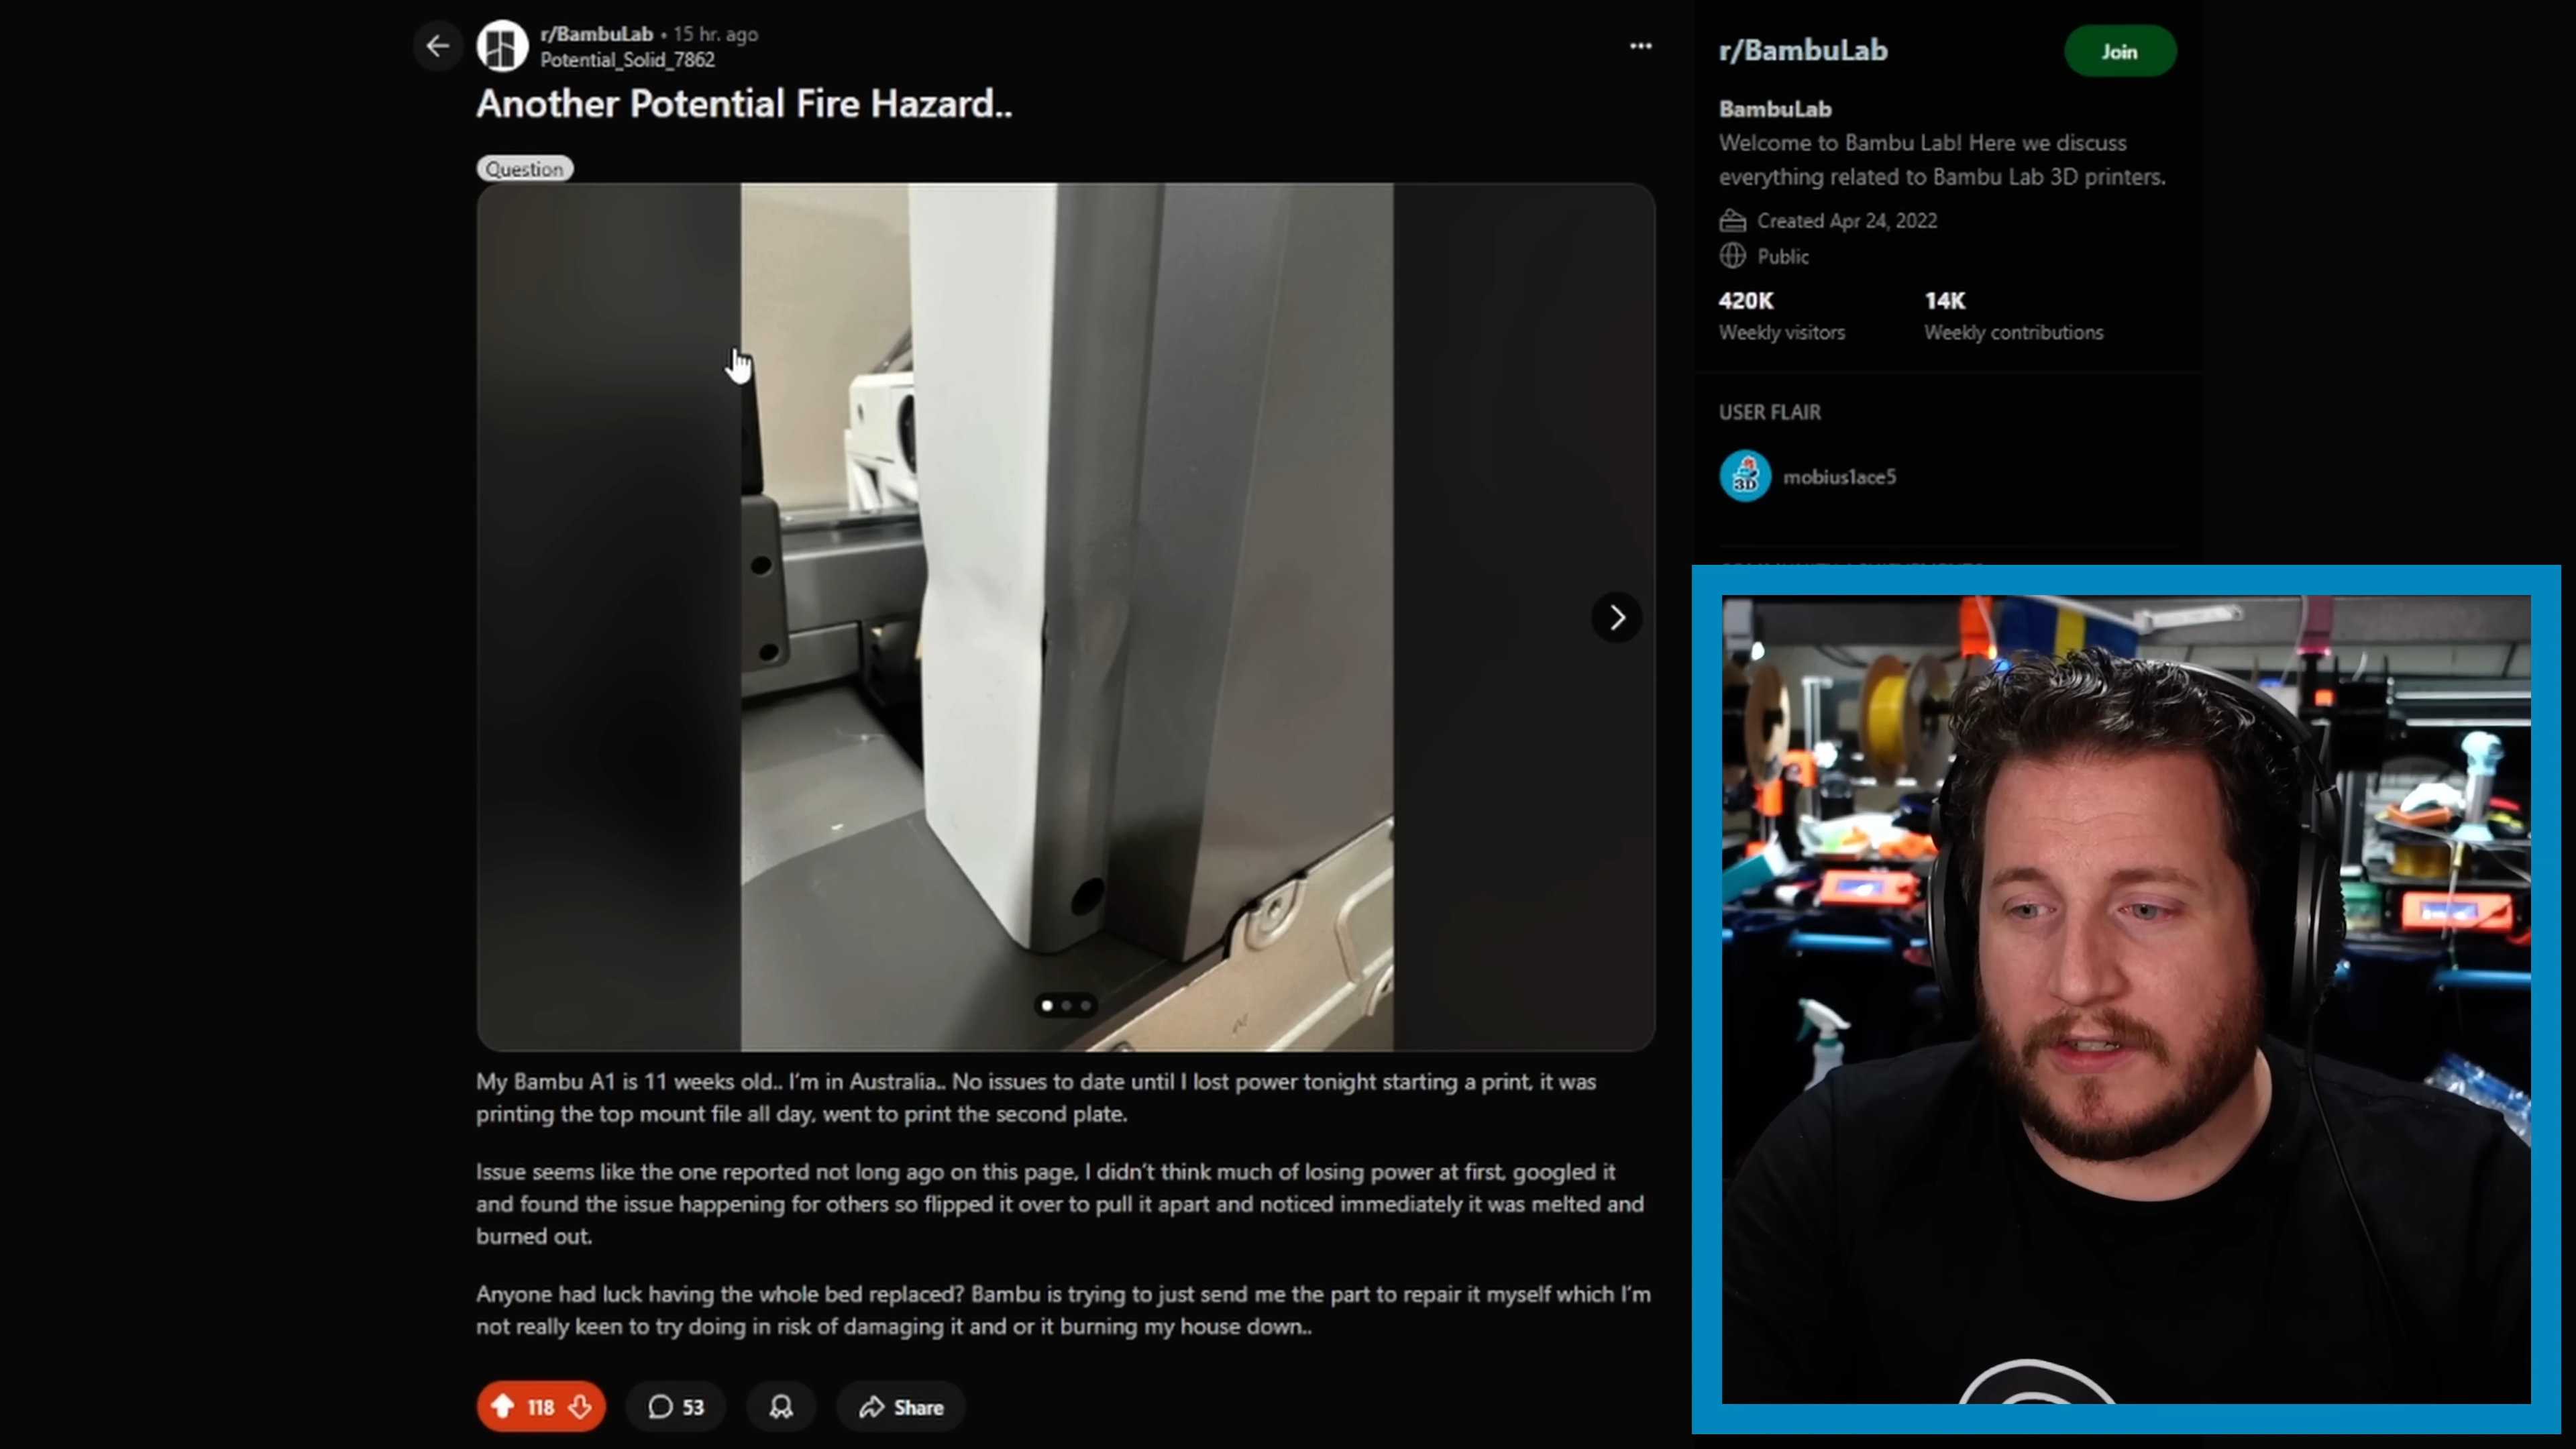 r/BambuLab • 15 hr. ago
Potential_Solid_7862
Another Potential Fire Hazard..
Question
My Bambu A1 is 11 weeks old.. I'm in Australia.. No issues to date until I lost power tonight starting a print, it was
printing the top mount file all day, went to print the second plate.
Issue seems like the one reported not long ago on this page, I didn't think much of losing power at first, googled it
and found the issue happening for others so flipped it over to pull it apart and noticed immediately it was melted and
burned out.
Anyone had luck having the whole bed replaced? Bambu is trying to just send me the part to repair it myself which I'm
not really keen to try doing in risk of damaging it and or it burning my house down..
118
53
Share
r/BambuLab
Join
BambuLab
Welcome to Bambu Lab! Here we discuss
everything related to Bambu Lab 3D printers.
Created Apr 24, 2022
Public
420K 14K
Weekly visitors Weekly contributions
USER FLAIR
3D
mobius1ace5